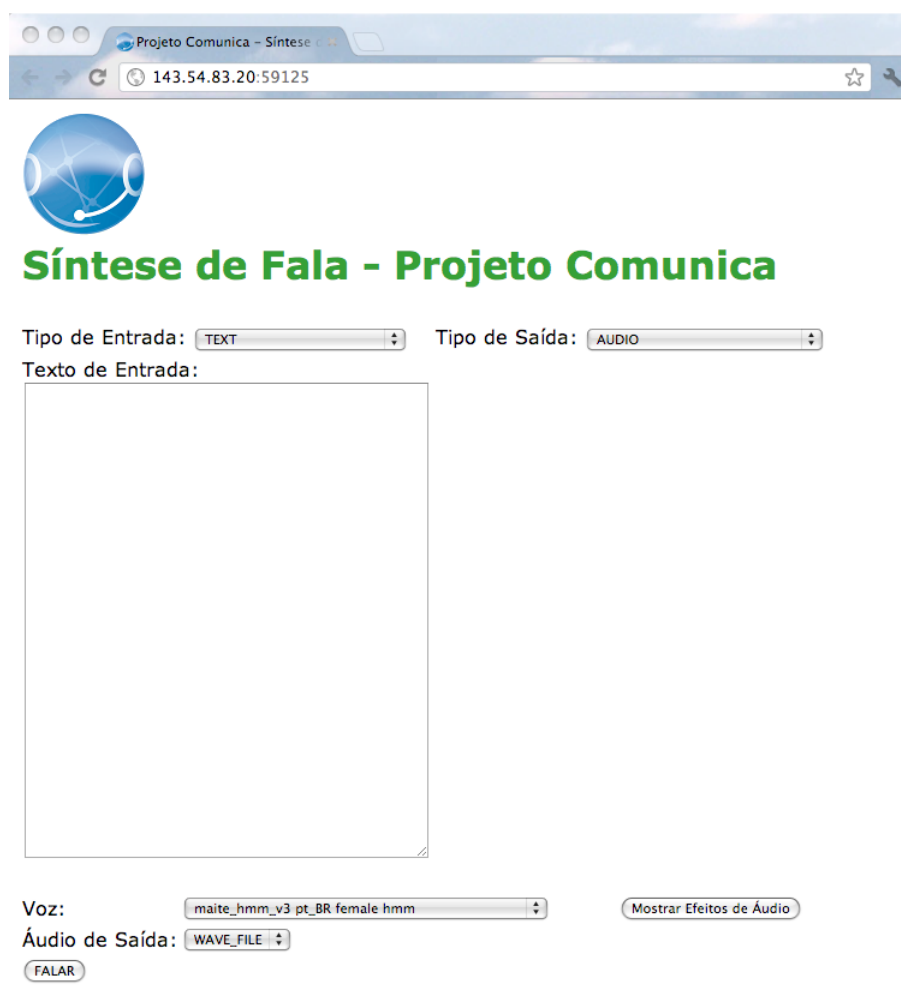 Projeto Comunica – Síntese
143.54.83.20:59125
Síntese de Fala - Projeto Comunica
Tipo de Entrada: TEXT Tipo de Saída: AUDIO
Texto de Entrada:
Voz: maite_hmm_v3 pt_BR female hmm Mostrar Efeitos de Áudio
Áudio de Saída: WAVE_FILE
FALAR